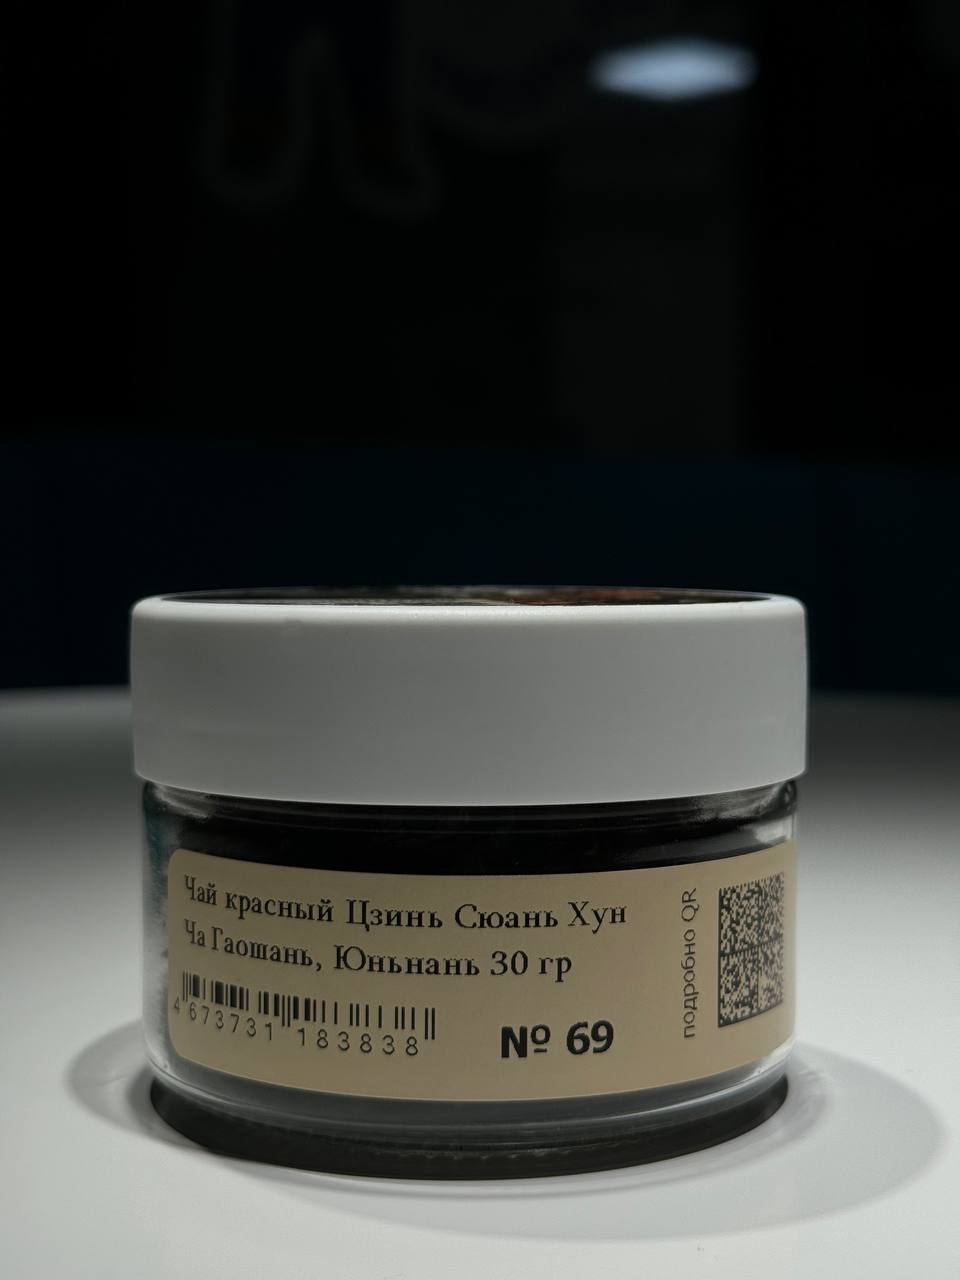 Чай красный Цзинь Сюань Хун
Ча Гаошань, Юньнань 30 гр
4 673731 183838
№ 69
подробно QR